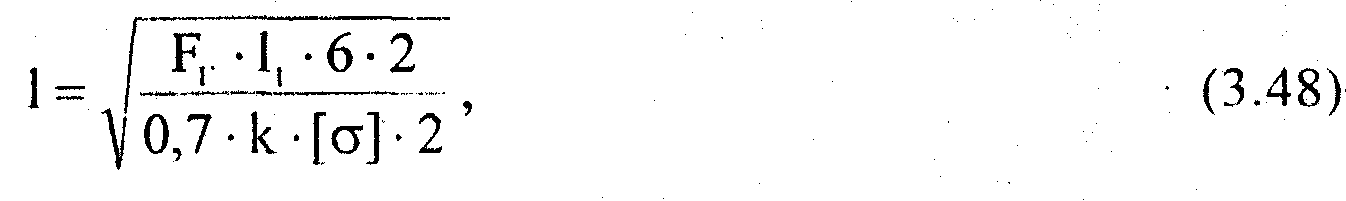 l = √((F₁ · l₁ · 6 · 2) / (0,7 · k · [σ] · 2)), (3.48)